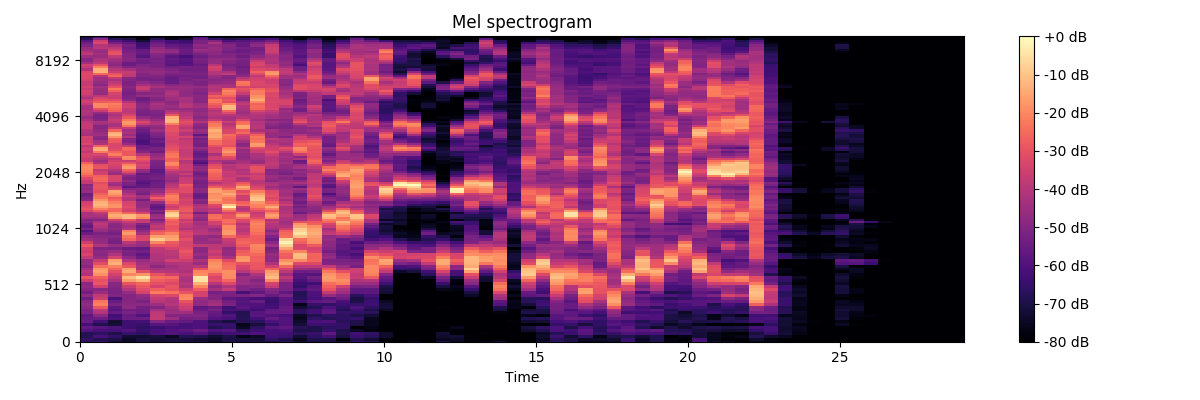 Mel spectrogram
Hz
8192
4096
2048
1024
512
0
0 5 10 15 20 25
Time
+0 dB
-10 dB
-20 dB
-30 dB
-40 dB
-50 dB
-60 dB
-70 dB
-80 dB